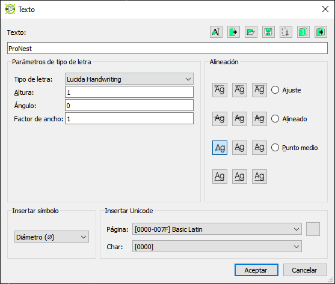 Texto
Texto:
ProNest
Parámetros de tipo de letra
Tipo de letra: Lucida Handwriting
Altura: 1
Ángulo: 0
Factor de ancho: 1
Alineación
Ag Ag Ag Ajuste
Ag Ag Ag Alineado
Ag Ag Ag Punto medio
Ag Ag Ag
Insertar símbolo
Diámetro (Ø)
Insertar Unicode
Página: [0000-007F] Basic Latin
Char: [0000]
Aceptar Cancelar